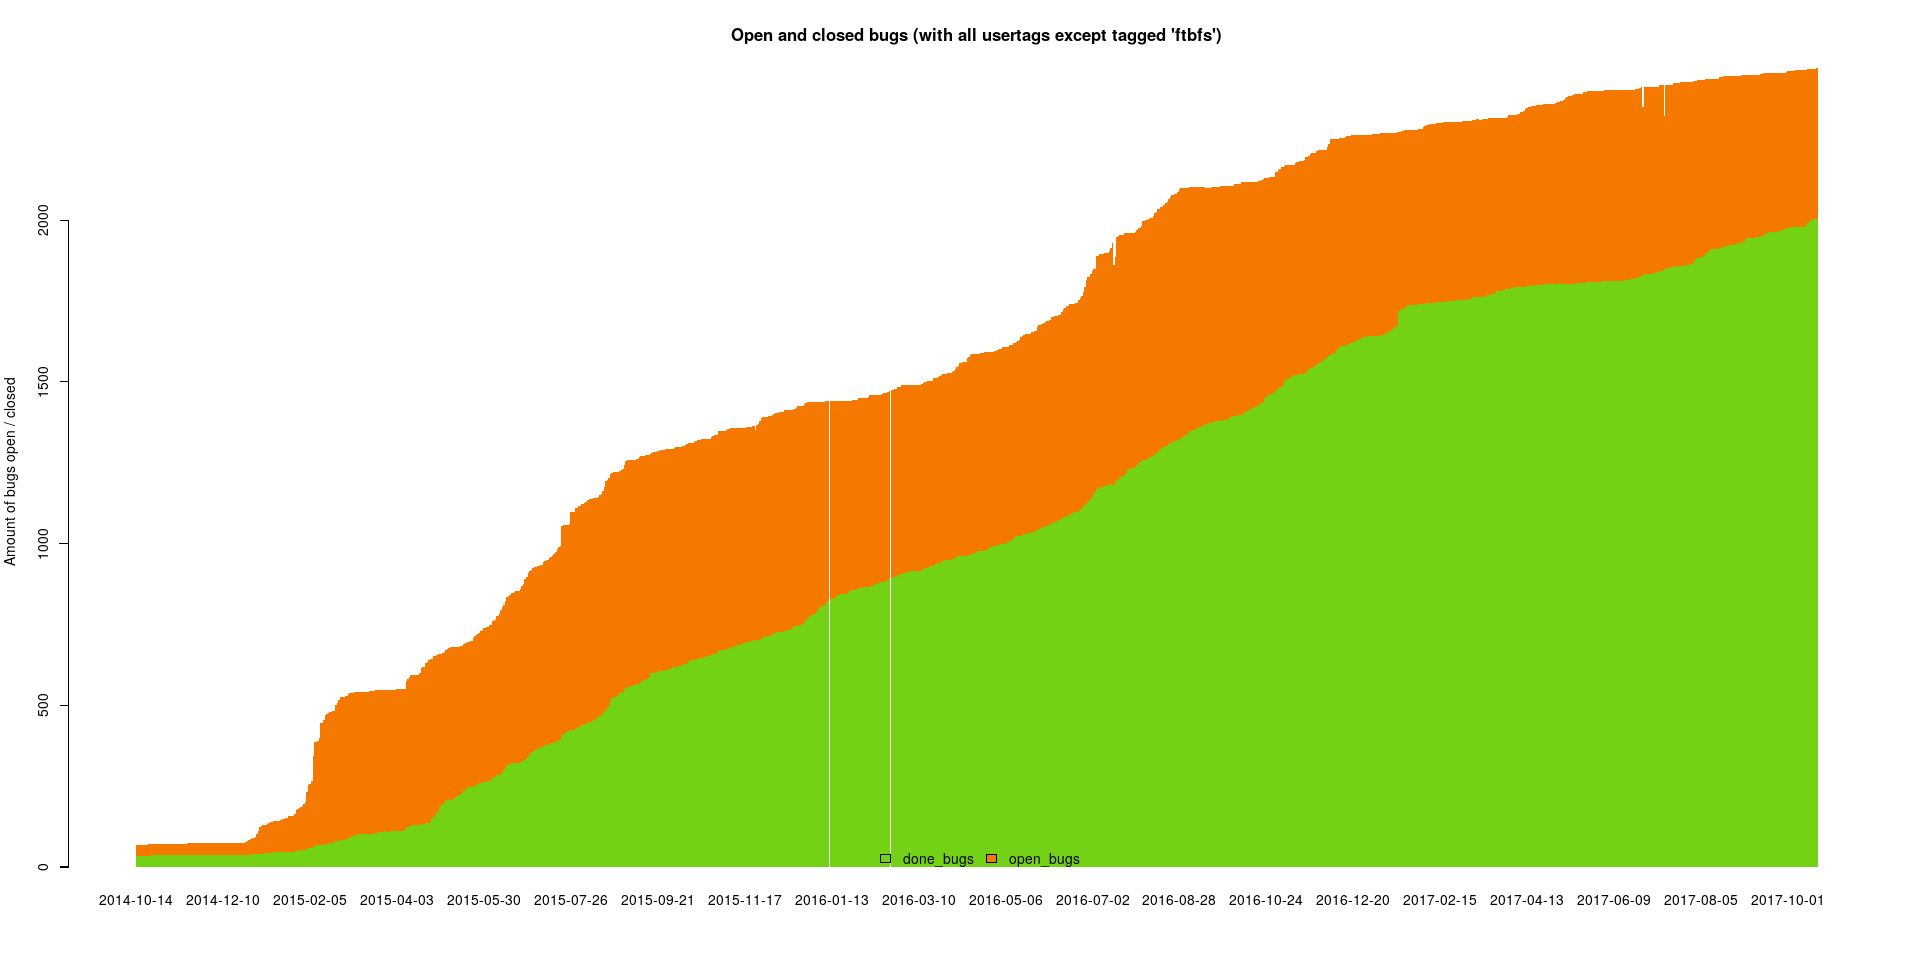 Open and closed bugs (with all usertags except tagged 'ftbfs')
Amount of bugs open / closed
2000
1500
1000
500
0
done_bugs open_bugs
2014-10-14 2014-12-10 2015-02-05 2015-04-03 2015-05-30 2015-07-26 2015-09-21 2015-11-17 2016-01-13 2016-03-10 2016-05-06 2016-07-02 2016-08-28 2016-10-24 2016-12-20 2017-02-15 2017-04-13 2017-06-09 2017-08-05 2017-10-01